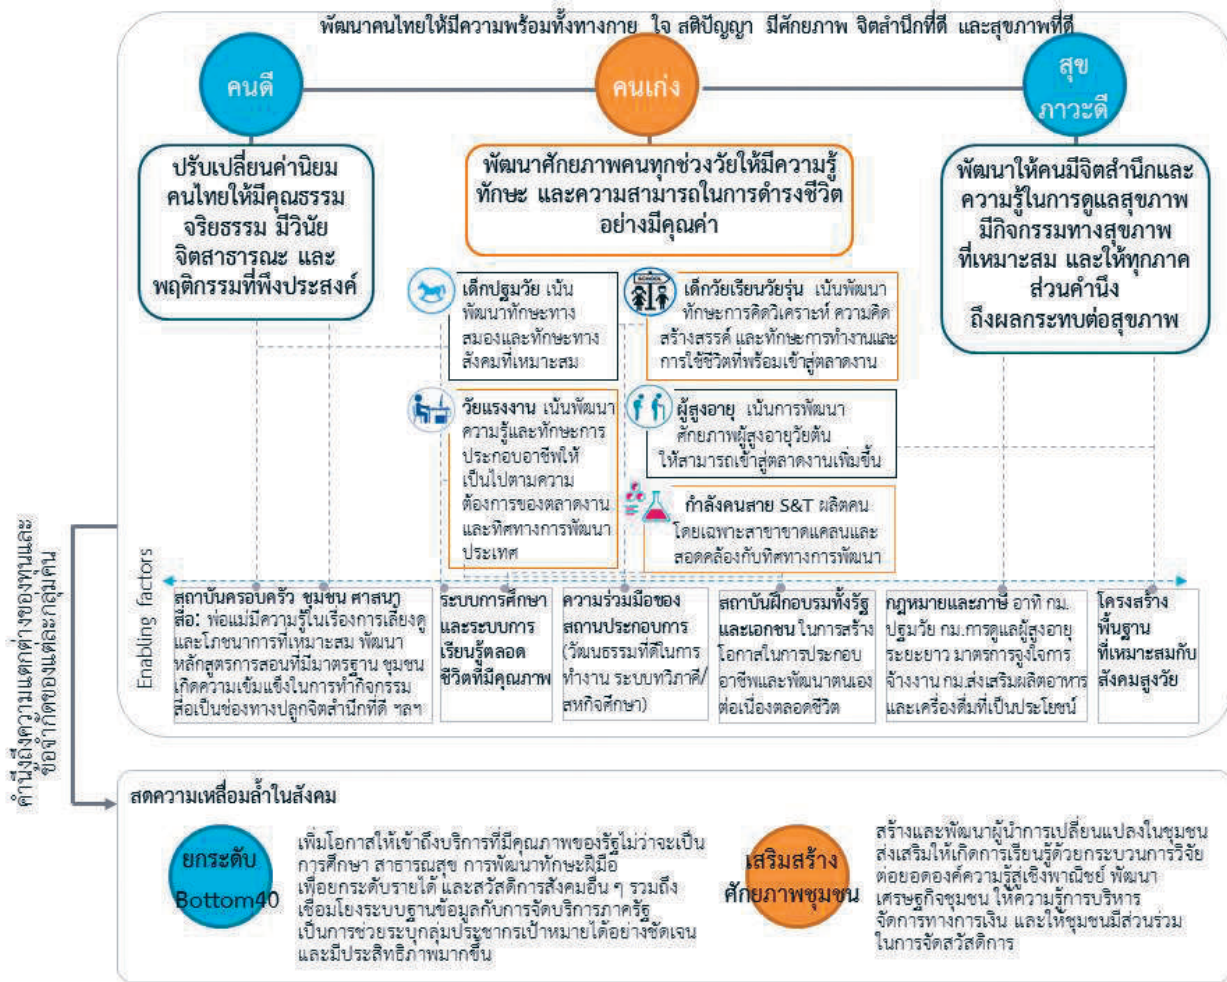 พัฒนาคนไทยให้มีความพร้อมทั้งทางกาย ใจ สติปัญญา มีศักยภาพ จิตสำนึกที่ดี และสุขภาพที่ดี
คนดี
คนเก่ง
สุข
ภาวะดี
ปรับเปลี่ยนค่านิยม
คนไทยให้มีคุณธรรม
จริยธรรม มีวินัย
จิตสาธารณะ และ
พฤติกรรมที่พึงประสงค์
พัฒนาศักยภาพคนทุกช่วงวัยให้มีความรู้
ทักษะ และความสามารถในการดำรงชีวิต
อย่างมีคุณค่า
พัฒนาให้คนมีจิตสำนึกและ
ความรู้ในการดูแลสุขภาพ
มีกิจกรรมทางสุขภาพ
ที่เหมาะสม และให้ทุกภาค
ส่วนคำนึง
ถึงผลกระทบต่อสุขภาพ
เด็กปฐมวัย เน้น
พัฒนาทักษะทาง
สมองและทักษะทาง
สังคมที่เหมาะสม
SCHOOL
เด็กวัยเรียนวัยรุ่น เน้นพัฒนา
ทักษะการคิดวิเคราะห์ ความคิด
สร้างสรรค์ และทักษะการทำงานและ
การใช้ชีวิตที่พร้อมเข้าสู่ตลาดงาน
วัยแรงงาน เน้นพัฒนา
ความรู้และทักษะการ
ประกอบอาชีพให้
เป็นไปตามความ
ต้องการของตลาดงาน
และทิศทางการพัฒนา
ประเทศ
ผู้สูงอายุ เน้นการพัฒนา
ศักยภาพผู้สูงอายุวัยต้น
ให้สามารถเข้าสู่ตลาดงานเพิ่มขึ้น
กำลังคนสาย S&T ผลิตคน
โดยเฉพาะสาขาขาดแคลนและ
สอดคล้องกับทิศทางการพัฒนา
Enabling factors
สถาบันครอบครัว ชุมชน ศาสนา
สื่อ: พ่อแม่มีความรู้ในเรื่องการเลี้ยงดู
และโภชนาการที่เหมาะสม พัฒนา
หลักสูตรการสอนที่มีมาตรฐาน ชุมชน
เกิดความเข้มแข็งในการทำกิจกรรม
สื่อเป็นช่องทางปลูกจิตสำนึกที่ดี ฯลฯ
ระบบการศึกษา
และระบบการ
เรียนรู้ตลอด
ชีวิตที่มีคุณภาพ
ความร่วมมือของ
สถานประกอบการ
(วัฒนธรรมที่ดีในการ
ทำงาน ระบบทวิภาคี/
สหกิจศึกษา)
สถาบันฝึกอบรมทั้งรัฐ
และเอกชน ในการสร้าง
โอกาสในการประกอบ
อาชีพและพัฒนาตนเอง
ต่อเนื่องตลอดชีวิต
กฎหมายและภาษี อาทิ กม.
ปฐมวัย กม.การดูแลผู้สูงอายุ
ระยะยาว มาตรการจูงใจการ
จ้างงาน กม.ส่งเสริมผลิตอาหาร
และเครื่องดื่มที่เป็นประโยชน์
โครงสร้าง
พื้นฐาน
ที่เหมาะสมกับ
สังคมสูงวัย
คำนึงถึงความแตกต่างของทุนและ
ข้อจำกัดของแต่ละกลุ่มคน
ลดความเหลื่อมล้ำในสังคม
ยกระดับ
Bottom40
เพิ่มโอกาสให้เข้าถึงบริการที่มีคุณภาพของรัฐไม่ว่าจะเป็น
การศึกษา สาธารณสุข การพัฒนาทักษะฝีมือ
เพื่อยกระดับรายได้ และสวัสดิการสังคมอื่น ๆ รวมถึง
เชื่อมโยงระบบฐานข้อมูลกับการจัดบริการภาครัฐ
เป็นการช่วยระบุกลุ่มประชากรเป้าหมายได้อย่างชัดเจน
และมีประสิทธิภาพมากขึ้น
เสริมสร้าง
ศักยภาพชุมชน
สร้างและพัฒนาผู้นำการเปลี่ยนแปลงในชุมชน
ส่งเสริมให้เกิดการเรียนรู้ด้วยกระบวนการวิจัย
ต่อยอดองค์ความรู้สู่เชิงพาณิชย์ พัฒนา
เศรษฐกิจชุมชน ให้ความรู้การบริหาร
จัดการทางการเงิน และให้ชุมชนมีส่วนร่วม
ในการจัดสวัสดิการ